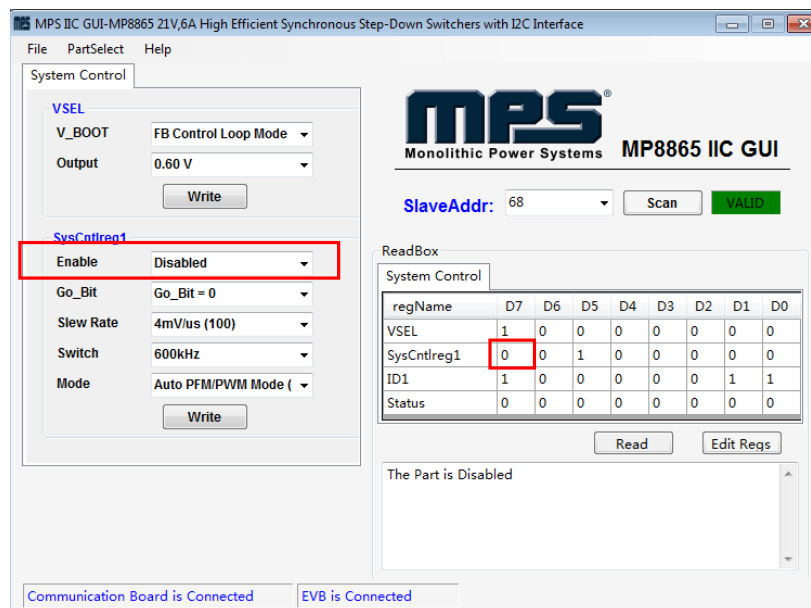 MPS IIC GUI-MP8865 21V,6A High Efficient Synchronous Step-Down Switchers with I2C Interface
File PartSelect Help
System Control
VSEL
V_BOOT FB Control Loop Mode
Output 0.60 V
Write
SysCntlreg1
Enable Disabled
Go_Bit Go_Bit = 0
Slew Rate 4mV/us (100)
Switch 600kHz
Mode Auto PFM/PWM Mode (
Write
mps®
Monolithic Power Systems MP8865 IIC GUI
SlaveAddr: 68 Scan VALID
ReadBox
System Control
regName D7 D6 D5 D4 D3 D2 D1 D0
VSEL 1 0 0 0 0 0 0 0
SysCntlreg1 0 0 1 0 0 0 0 0
ID1 1 0 0 0 0 0 1 1
Status 0 0 0 0 0 0 0 0
Read Edit Regs
The Part is Disabled
Communication Board is Connected EVB is Connected